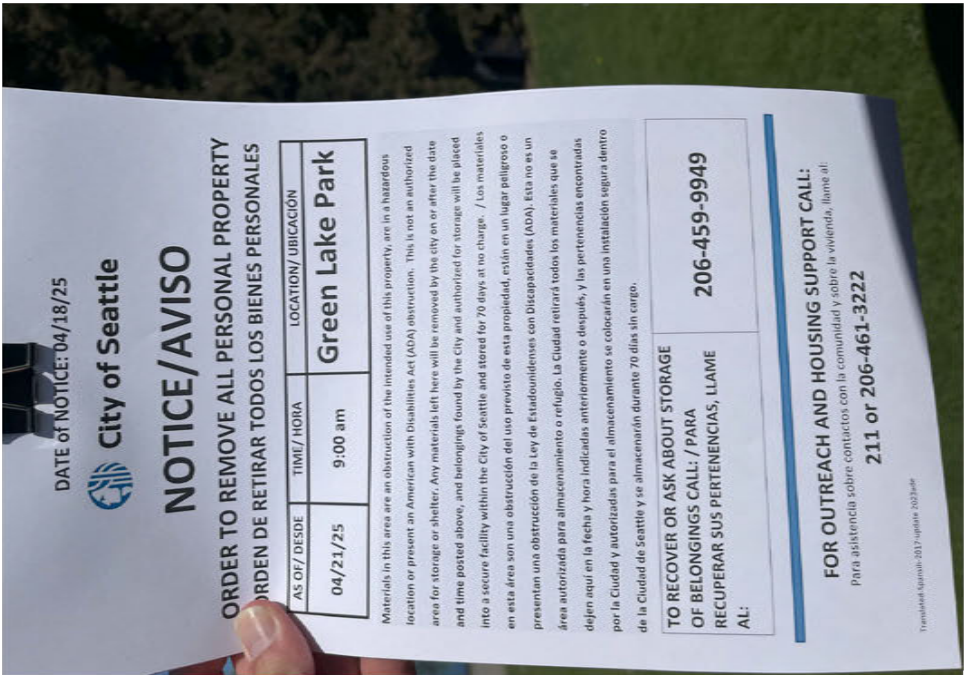 DATE of NOTICE: 04/18/25
City of Seattle
NOTICE/AVISO
ORDER TO REMOVE ALL PERSONAL PROPERTY
ORDEN DE RETIRAR TODOS LOS BIENES PERSONALES
AS OF/ DESDE TIME/ HORA LOCATION/ UBICACIÓN
04/21/25 9:00 am Green Lake Park
Materials in this area are an obstruction of the intended use of this property, are in a hazardous
location or present an American with Disabilities Act (ADA) obstruction. This is not an authorized
area for storage or shelter. Any materials left here will be removed by the city on or after the date
and time posted above, and belongings found by the City and authorized for storage will be placed
into a secure facility within the City of Seattle and stored for 70 days at no charge. / Los materiales
en esta área son una obstrucción del uso previsto de esta propiedad, están en un lugar peligroso o
presentan una obstrucción de la Ley de Estadounidenses con Discapacidades (ADA). Esta no es un
área autorizada para almacenamiento o refugio. La Ciudad retirará todos los materiales que se
dejen aquí en la fecha y hora indicadas anteriormente o después, y las pertenencias encontradas
por la Ciudad y autorizadas para el almacenamiento se colocarán en una instalación segura dentro
de la Ciudad de Seattle y se almacenarán durante 70 días sin cargo.
TO RECOVER OR ASK ABOUT STORAGE
OF BELONGINGS CALL: / PARA
RECUPERAR SUS PERTENENCIAS, LLAME
AL:
206-459-9949
FOR OUTREACH AND HOUSING SUPPORT CALL:
Para asistencia sobre contactos con la comunidad y sobre la vivienda, llame al:
211 or 206-461-3222
Translated-Spanish-2017-update 2023ade